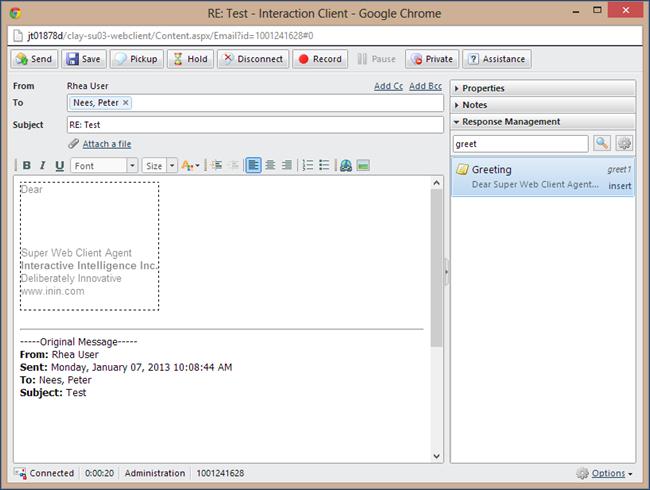 RE: Test - Interaction Client - Google Chrome
jt01878d/clay-su03-webclient/Content.aspx/Email?id=1001241628#0
Send Save Pickup Hold Disconnect Record Pause Private Assistance
From Rhea User Add Cc Add Bcc
To Nees, Peter ×
Subject RE: Test
Attach a file
B I U Font Size
Dear
Super Web Client Agent
Interactive Intelligence Inc.
Deliberately Innovative
www.inin.com
-----Original Message-----
From: Rhea User
Sent: Monday, January 07, 2013 10:08:44 AM
To: Nees, Peter
Subject: Test
Properties
Notes
Response Management
greet
Greeting greet1
Dear Super Web Client Agent... insert
Connected 0:00:20 Administration 1001241628 Options